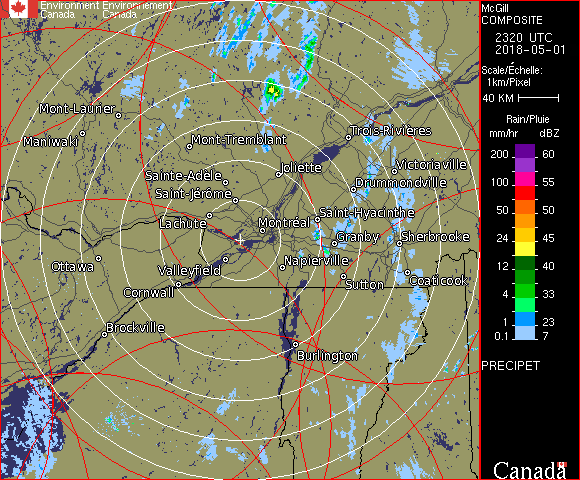 Environment Environnement
Canada Canada
Mont-Laurier
Maniwaki
Mont-Tremblant
Trois-Rivières
Joliette
Victoriaville
Sainte-Adèle
Drummondville
Saint-Jérôme
Lachute
Saint-Hyacinthe
Montréal
Granby
Sherbrooke
Ottawa
Valleyfield
Napierville
Coaticook
Sutton
Cornwall
Brockville
Burlington
McGill
COMPOSITE
2320 UTC
2018-05-01
Scale/Échelle:
1km/Pixel
40 KM
Rain/Pluie
mm/hr dBZ
200 60
100 55
50 50
24 45
12 40
4 33
1 23
0.1 7
PRECIPET
Canada